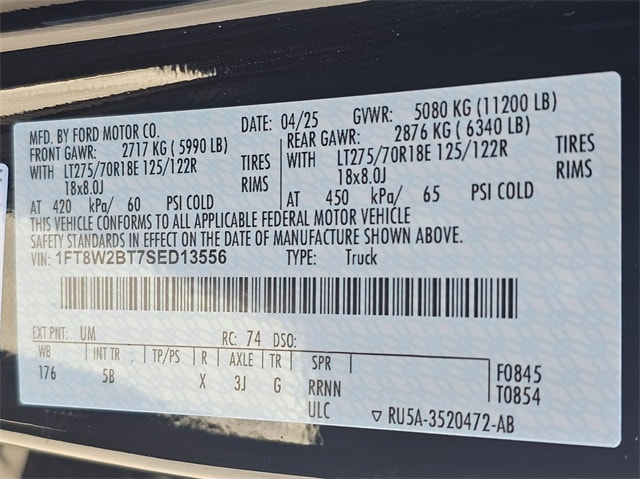 MFD. BY FORD MOTOR CO. DATE: 04/25 GVWR: 5080 KG (11200 LB)
FRONT GAWR: 2717 KG (5990 LB) REAR GAWR: 2876 KG (6340 LB)
WITH LT275/70R18E 125/122R TIRES WITH LT275/70R18E 125/122R TIRES
18x8.0J RIMS 18x8.0J RIMS
AT 420 kPa/ 60 PSI COLD AT 450 kPa/ 65 PSI COLD
THIS VEHICLE CONFORMS TO ALL APPLICABLE FEDERAL MOTOR VEHICLE
SAFETY STANDARDS IN EFFECT ON THE DATE OF MANUFACTURE SHOWN ABOVE.
VIN: 1FT8W2BT7SED13556 TYPE: Truck
EXT PNT: UM RC: 74 DSO:
WB INT TR TP/PS R AXLE TR SPR
176 5B X 3J G RRNN
ULC
F0845
T0854
RU5A-3520472-AB